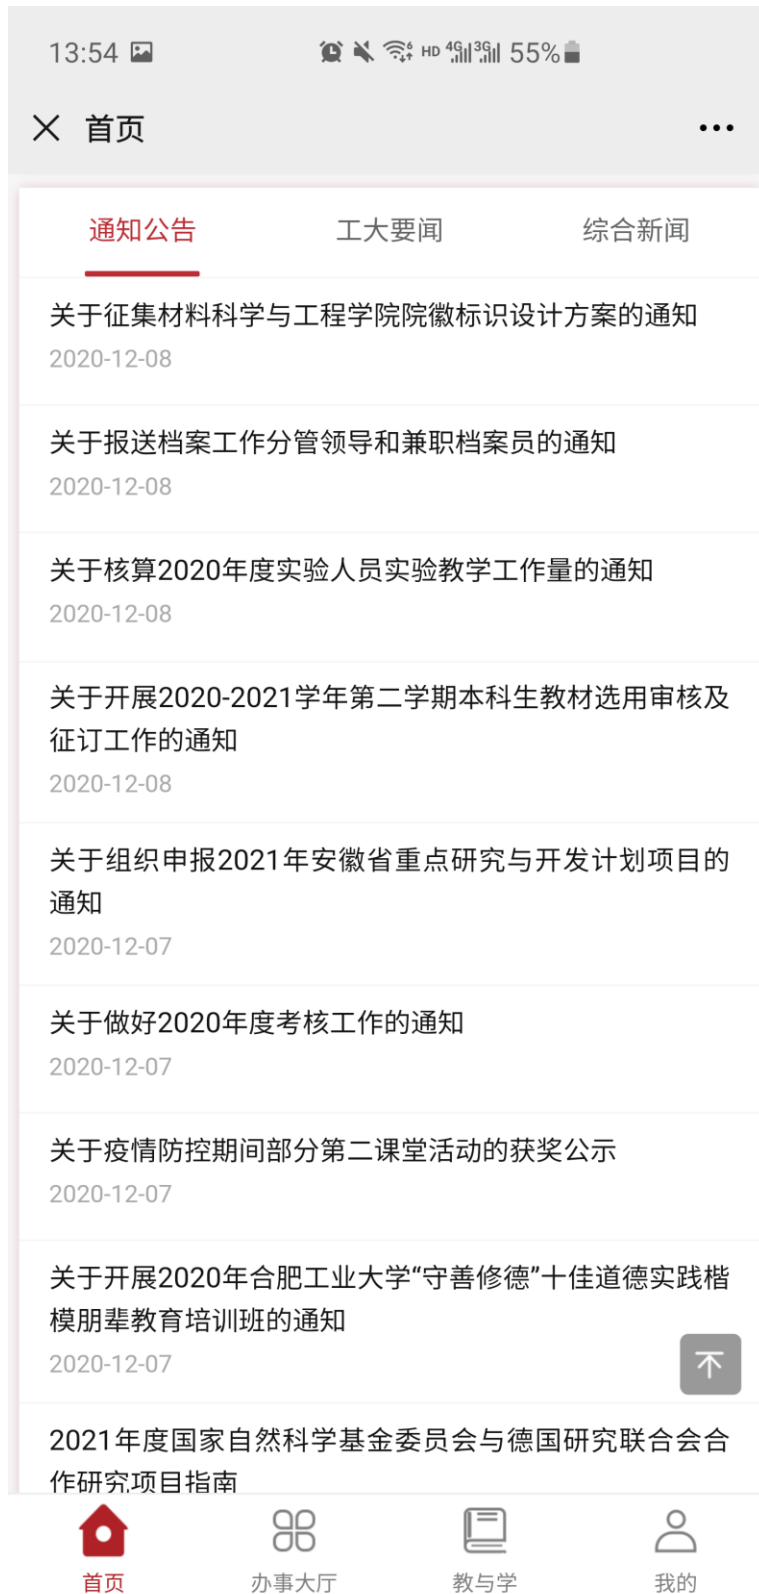 13:54
HD 4G 3G 55%
首页
通知公告 工大要闻 综合新闻
关于征集材料科学与工程学院院徽标识设计方案的通知
2020-12-08
关于报送档案工作分管领导和兼职档案员的通知
2020-12-08
关于核算2020年度实验人员实验教学工作量的通知
2020-12-08
关于开展2020-2021学年第二学期本科生教材选用审核及
征订工作的通知
2020-12-08
关于组织申报2021年安徽省重点研究与开发计划项目的
通知
2020-12-07
关于做好2020年度考核工作的通知
2020-12-07
关于疫情防控期间部分第二课堂活动的获奖公示
2020-12-07
关于开展2020年合肥工业大学“守善修德”十佳道德实践楷
模朋辈教育培训班的通知
2020-12-07
2021年度国家自然科学基金委员会与德国研究联合会合
作研究项目指南
首页 办事大厅 教与学 我的